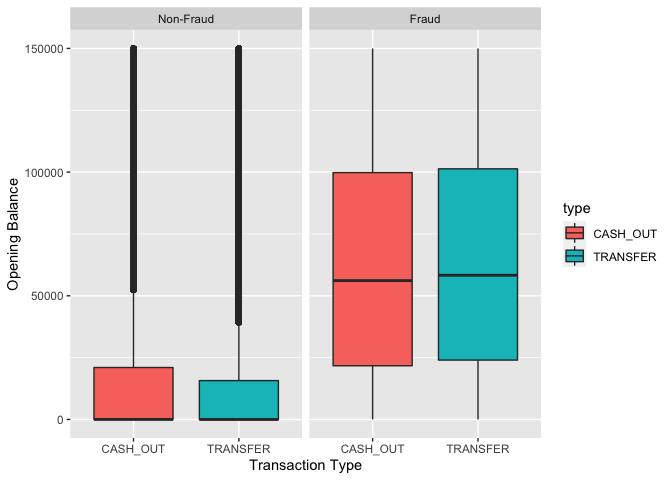 Non-Fraud
Fraud
Opening Balance
150000
100000
50000
0
CASH_OUT
TRANSFER
CASH_OUT
TRANSFER
Transaction Type
type
CASH_OUT
TRANSFER